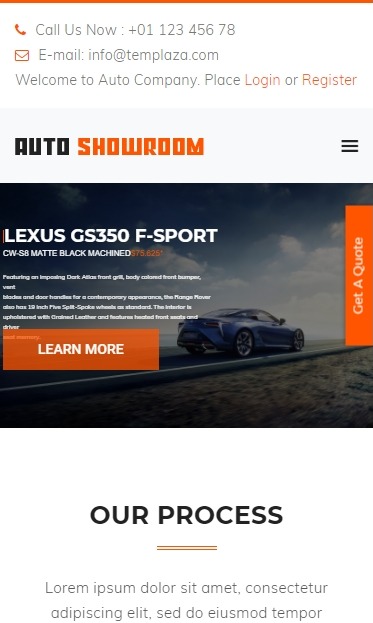 Call Us Now : +01 123 456 78
E-mail: info@templaza.com
Welcome to Auto Company. Place Login or Register
AUTO SHOWROOM
LEXUS GS350 F-SPORT
CW-S8 MATTE BLACK MACHINED $75.625*
Get A Quote
Featuring an imposing Dark Atlas front grill, body colored front bumper,
vent
blades and door handles for a contemporary appearance, the Range Rover
also has 19 inch Five Split-Spoke wheels as standard. The interior is
upholstered with Grained Leather and features heated front seats and
driver
seat memory.
LEARN MORE
OUR PROCESS
Lorem ipsum dolor sit amet, consectetur
adipiscing elit, sed do eiusmod tempor